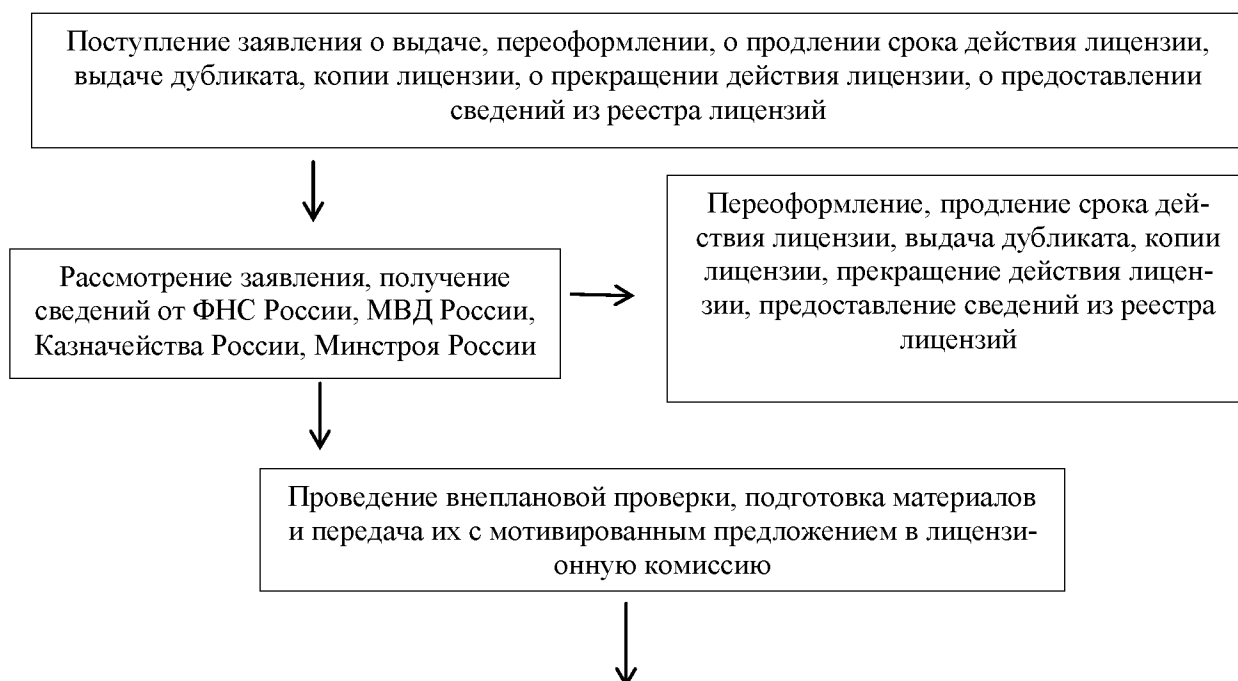 Поступление заявления о выдаче, переоформлении, о продлении срока действия лицензии,
выдаче дубликата, копии лицензии, о прекращении действия лицензии, о предоставлении
сведений из реестра лицензий
Рассмотрение заявления, получение
сведений от ФНС России, МВД России,
Казначейства России, Минстроя России
Переоформление, продление срока дей-
ствия лицензии, выдача дубликата, копии
лицензии, прекращение действия лицен-
зии, предоставление сведений из реестра
лицензий
Проведение внеплановой проверки, подготовка материалов
и передача их с мотивированным предложением в лицензи-
онную комиссию